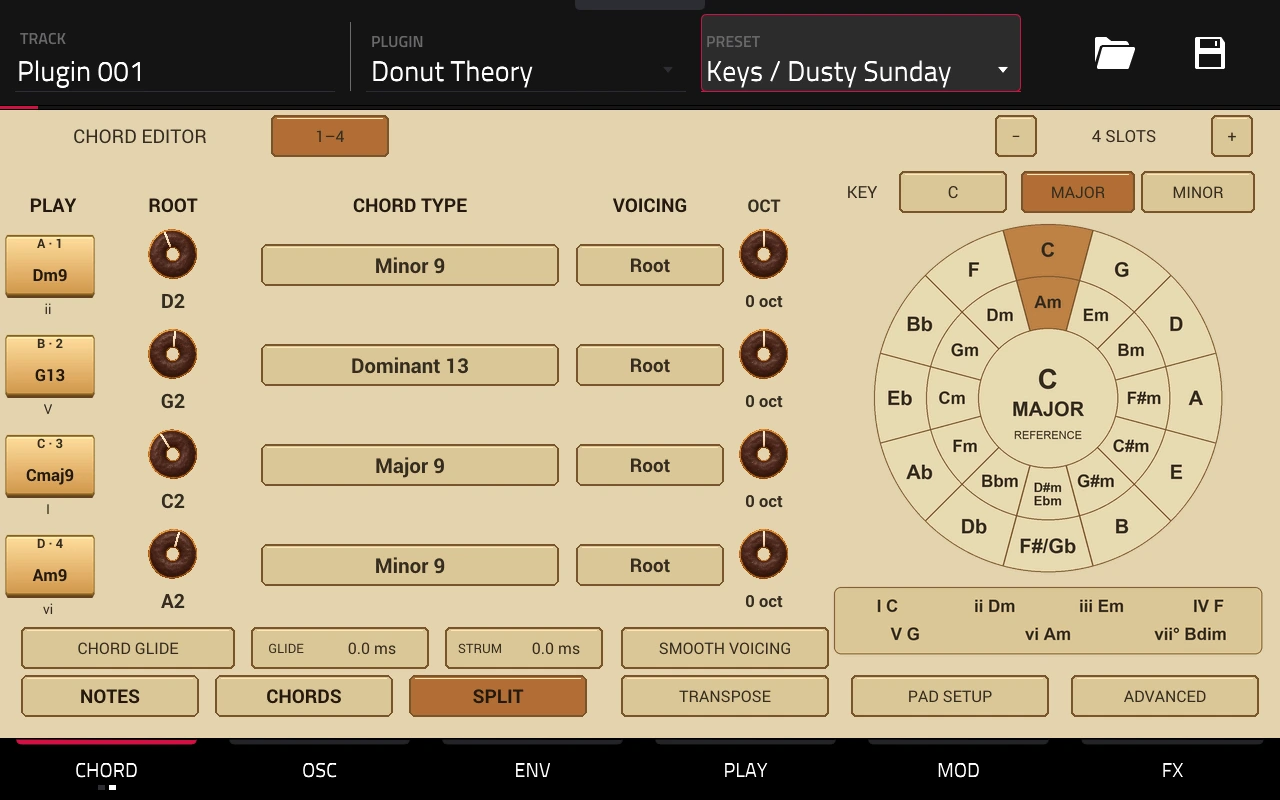 TRACK
Plugin 001
PLUGIN
Donut Theory
PRESET
Keys / Dusty Sunday
CHORD EDITOR
1–4
−
4 SLOTS
+
KEY
C
MAJOR
MINOR
PLAY
ROOT
CHORD TYPE
VOICING
OCT
A · 1
Dm9
ii
D2
Minor 9
Root
0 oct
B · 2
G13
V
G2
Dominant 13
Root
0 oct
C · 3
Cmaj9
I
C2
Major 9
Root
0 oct
D · 4
Am9
vi
A2
Minor 9
Root
0 oct
C
G
D
A
E
B
F#/Gb
Db
Ab
Eb
Bb
F
Am
Em
Bm
F#m
C#m
G#m
D#m
Ebm
Bbm
Fm
Cm
Gm
Dm
C
MAJOR
REFERENCE
I C
ii Dm
iii Em
IV F
V G
vi Am
vii° Bdim
CHORD GLIDE
GLIDE 0.0 ms
STRUM 0.0 ms
SMOOTH VOICING
NOTES
CHORDS
SPLIT
TRANSPOSE
PAD SETUP
ADVANCED
CHORD
OSC
ENV
PLAY
MOD
FX